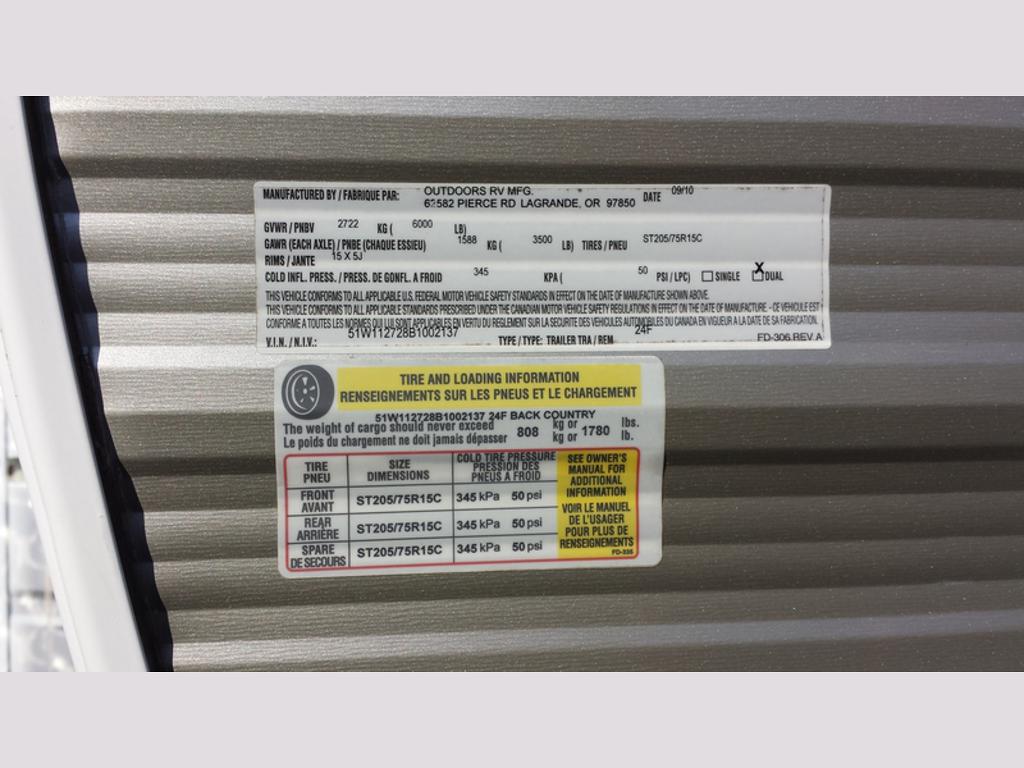 MANUFACTURED BY / FABRIQUE PAR: OUTDOORS RV MFG. DATE 09/10
62582 PIERCE RD LAGRANDE, OR 97850
GVWR / PNBV 2722 KG ( 6000 LB)
GAWR (EACH AXLE) / PNBE (CHAQUE ESSIEU) 1588 KG ( 3500 LB) TIRES / PNEU ST205/75R15C
RIMS / JANTE 15 X 5J
COLD INFL. PRESS. / PRESS. DE GONFL. A FROID 345 KPA ( 50 PSI / LPC) SINGLE X DUAL
THIS VEHICLE CONFORMS TO ALL APPLICABLE U.S. FEDERAL MOTOR VEHICLE SAFETY STANDARDS IN EFFECT ON THE DATE OF MANUFACTURE SHOWN ABOVE.
THIS VEHICLE CONFORMS TO ALL APPLICABLE STANDARDS PRESCRIBED UNDER THE CANADIAN MOTOR VEHICLE SAFETY REGULATIONS IN EFFECT ON THE DATE OF MANUFACTURE. - CE VEHICULE EST
CONFORME A TOUTES LES NORMES QUI LUI SONT APPLICABLES EN VERTU DU REGLEMENT SUR LA SECURITE DES VEHICULES AUTOMOBILES DU CANADA EN VIGUEUR A LA DATE DE SA FABRICATION.
V.I.N. / N.I.V.: 51W112728B1002137 TYPE / TYPE: TRAILER TRA / REM 24F FD-306 REV A
TIRE AND LOADING INFORMATION
RENSEIGNEMENTS SUR LES PNEUS ET LE CHARGEMENT
51W112728B1002137 24F BACK COUNTRY
The weight of cargo should never exceed 808 kg or 1780 lbs.
Le poids du chargement ne doit jamais dépasser kg or lb.
TIRE SIZE COLD TIRE PRESSURE
PNEU DIMENSIONS PRESSION DES
PNEUS A FROID
FRONT
AVANT ST205/75R15C 345 kPa 50 psi
REAR
ARRIÈRE ST205/75R15C 345 kPa 50 psi
SPARE
DE SECOURS ST205/75R15C 345 kPa 50 psi
SEE OWNER'S
MANUAL FOR
ADDITIONAL
INFORMATION
VOIR LE MANUEL
DE L'USAGER
POUR PLUS DE
RENSEIGNEMENTS